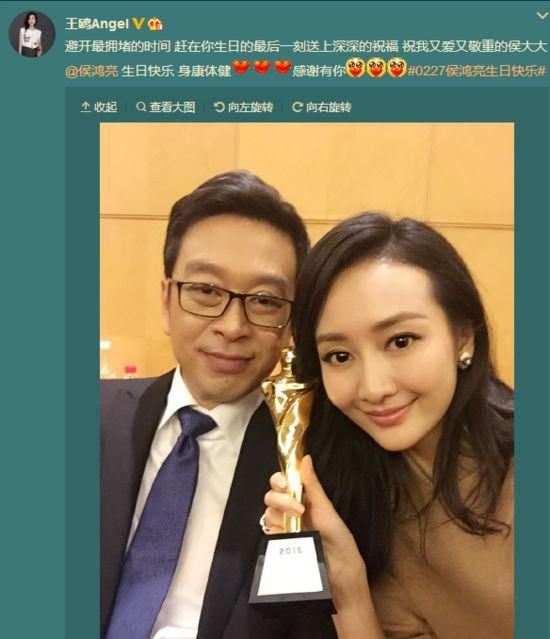 王鸥Angel
避开最拥堵的时间 赶在你生日的最后一刻送上深深的祝福 祝我又爱又敬重的侯大大
@侯鸿亮 生日快乐 身康体健 感谢有你 #0227侯鸿亮生日快乐#
收起 查看大图 向左旋转 向右旋转
2015